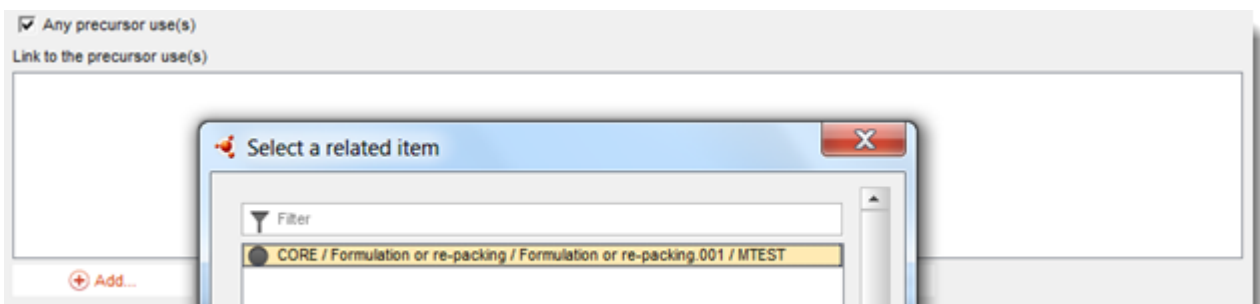 Any precursor use(s)
Link to the precursor use(s)
Select a related item
Filter
CORE / Formulation or re-packing / Formulation or re-packing.001 / MTEST
Add...